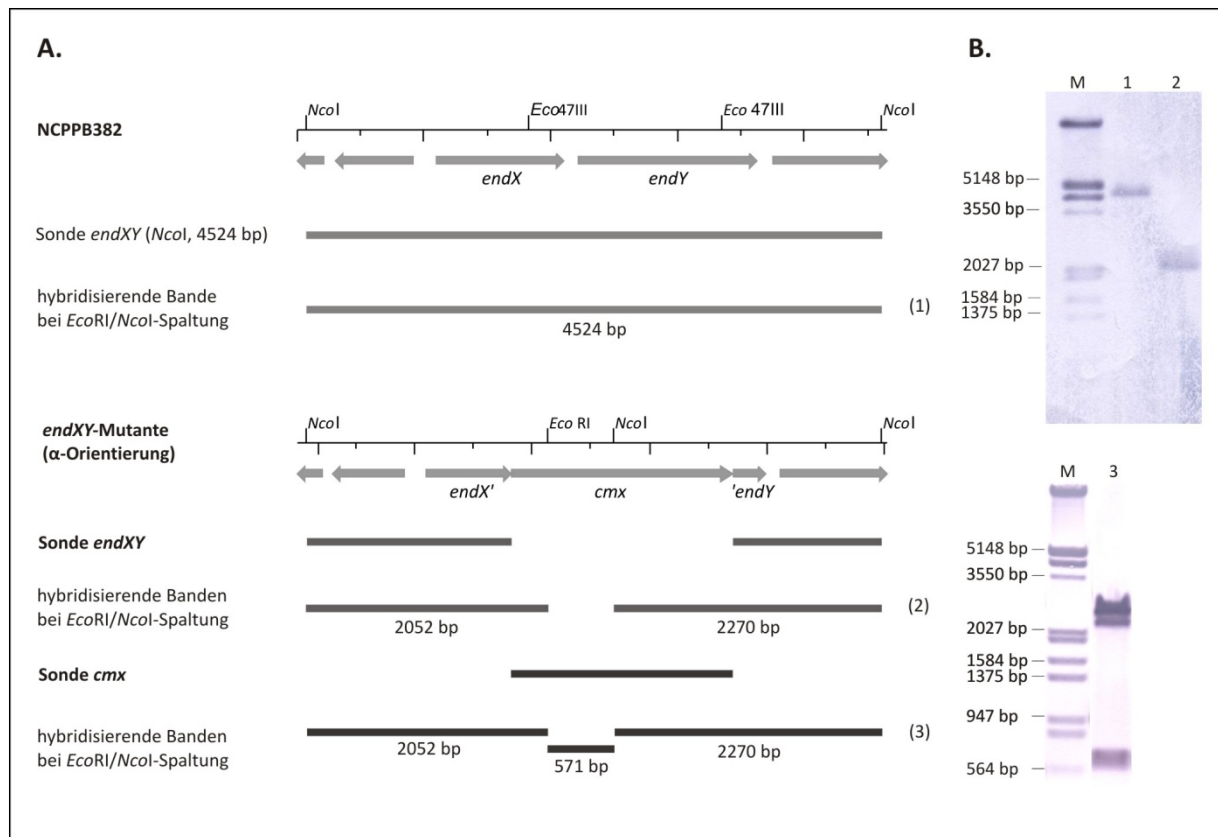 A.
NcoI Eco47III Eco 47III NcoI
NCPPB382
endX endY
Sonde endXY (NcoI, 4524 bp)
hybridisierende Bande
bei EcoRI/NcoI-Spaltung
(1)
4524 bp
NcoI Eco RI NcoI NcoI
endXY-Mutante
(α-Orientierung)
endX' cmx 'endY
Sonde endXY
hybridisierende Banden
bei EcoRI/NcoI-Spaltung
(2)
2052 bp 2270 bp
Sonde cmx
hybridisierende Banden
bei EcoRI/NcoI-Spaltung
(3)
2052 bp 571 bp 2270 bp
B.
M 1 2
5148 bp
3550 bp
2027 bp
1584 bp
1375 bp
M 3
5148 bp
3550 bp
2027 bp
1584 bp
1375 bp
947 bp
564 bp